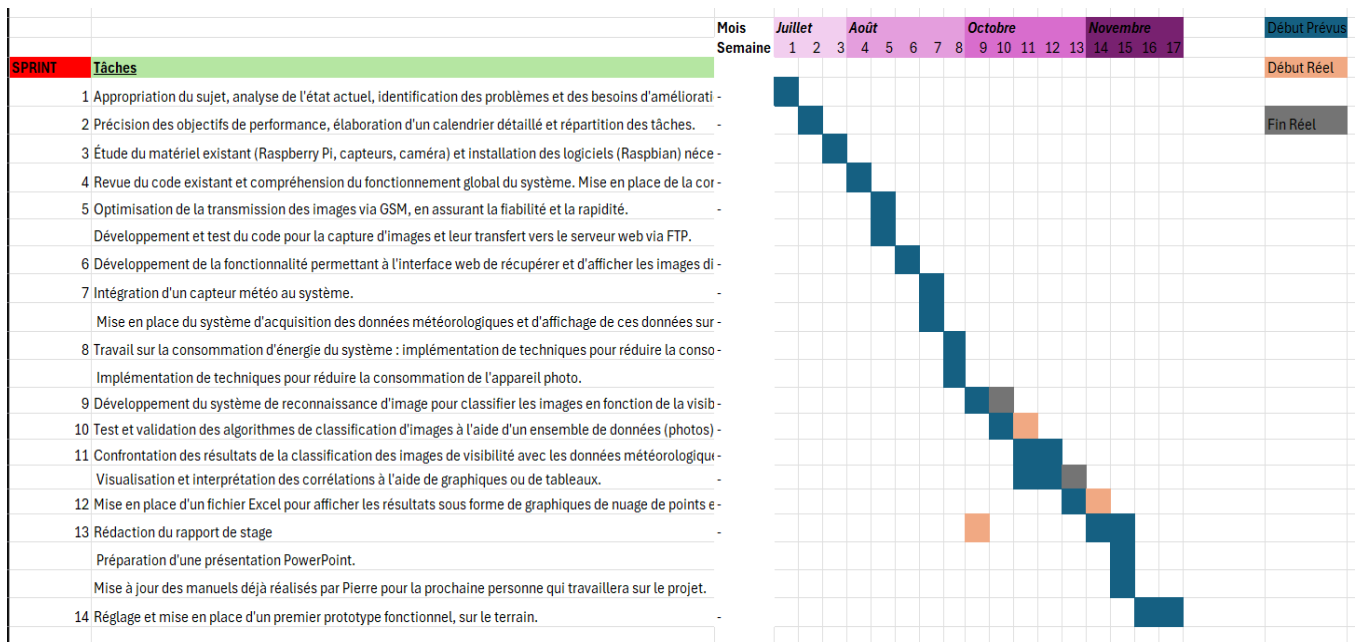 Mois Juillet Août Octobre Novembre Début Prévus
Semaine 1 2 3 4 5 6 7 8 9 10 11 12 13 14 15 16 17
SPRINT Tâches Début Réel
1 Appropriation du sujet, analyse de l'état actuel, identification des problèmes et des besoins d'améliorati -
2 Précision des objectifs de performance, élaboration d'un calendrier détaillé et répartition des tâches. - Fin Réel
3 Étude du matériel existant (Raspberry Pi, capteurs, caméra) et installation des logiciels (Raspbian) néce -
4 Revue du code existant et compréhension du fonctionnement global du système. Mise en place de la cor -
5 Optimisation de la transmission des images via GSM, en assurant la fiabilité et la rapidité. -
Développement et test du code pour la capture d'images et leur transfert vers le serveur web via FTP.
6 Développement de la fonctionnalité permettant à l'interface web de récupérer et d'afficher les images di -
7 Intégration d'un capteur météo au système. -
Mise en place du système d'acquisition des données météorologiques et d'affichage de ces données sur -
8 Travail sur la consommation d'énergie du système : implémentation de techniques pour réduire la conso -
Implémentation de techniques pour réduire la consommation de l'appareil photo.
9 Développement du système de reconnaissance d'image pour classifier les images en fonction de la visib -
10 Test et validation des algorithmes de classification d'images à l'aide d'un ensemble de données (photos) -
11 Confrontation des résultats de la classification des images de visibilité avec les données météorologique -
Visualisation et interprétation des corrélations à l'aide de graphiques ou de tableaux. -
12 Mise en place d'un fichier Excel pour afficher les résultats sous forme de graphiques de nuage de points e -
13 Rédaction du rapport de stage -
Préparation d'une présentation PowerPoint.
Mise à jour des manuels déjà réalisés par Pierre pour la prochaine personne qui travaillera sur le projet.
14 Réglage et mise en place d'un premier prototype fonctionnel, sur le terrain. -